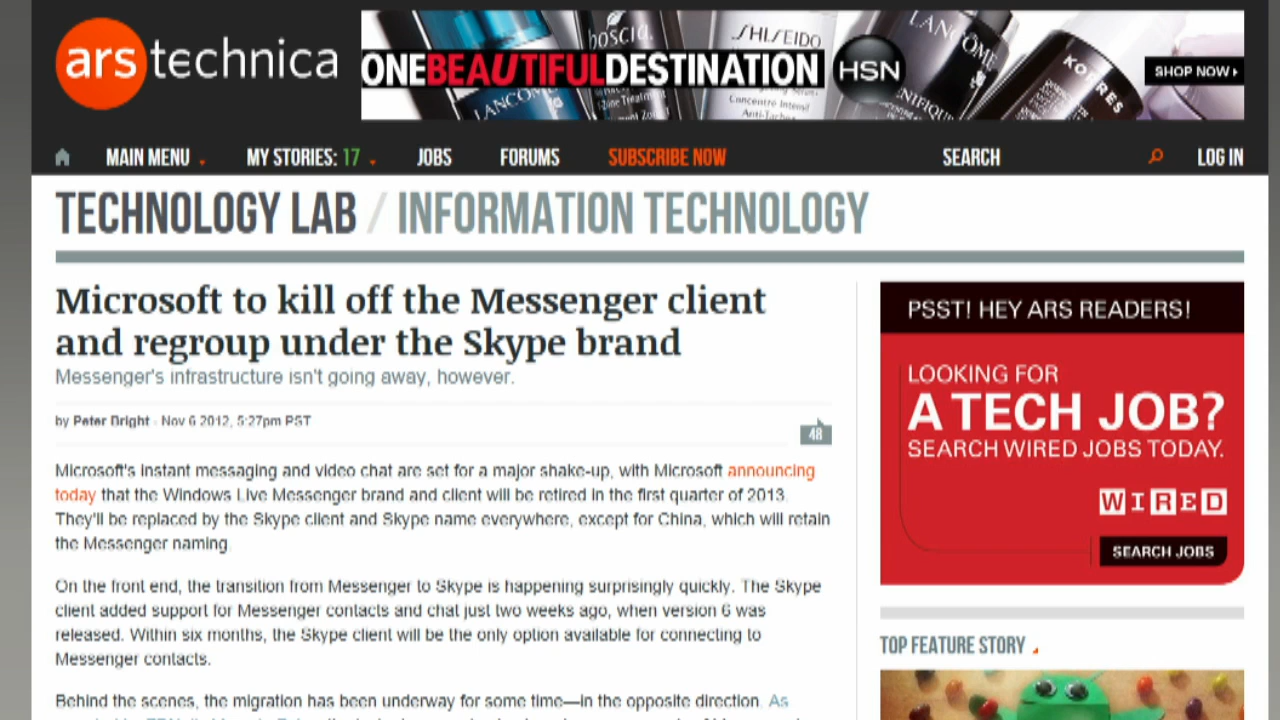 ars technica
boscia
SHISEIDO
LANCÔME
ONEBEAUTIFULDESTINATION
HSN
SHOP NOW
LANCÔM
KORRES
Concentré Intensif
MAIN MENU
MY STORIES: 17
JOBS
FORUMS
SUBSCRIBE NOW
SEARCH
LOG IN
TECHNOLOGY LAB / INFORMATION TECHNOLOGY
Microsoft to kill off the Messenger client
and regroup under the Skype brand
Messenger's infrastructure isn't going away, however.
by Peter Bright - Nov 6 2012, 5:27pm PST
48
Microsoft's instant messaging and video chat are set for a major shake-up, with Microsoft announcing
today that the Windows Live Messenger brand and client will be retired in the first quarter of 2013.
They'll be replaced by the Skype client and Skype name everywhere, except for China, which will retain
the Messenger naming.
On the front end, the transition from Messenger to Skype is happening surprisingly quickly. The Skype
client added support for Messenger contacts and chat just two weeks ago, when version 6 was
released. Within six months, the Skype client will be the only option available for connecting to
Messenger contacts.
Behind the scenes, the migration has been underway for some time—in the opposite direction. As
PSST! HEY ARS READERS!
LOOKING FOR
A TECH JOB?
SEARCH WIRED JOBS TODAY.
WIRED
SEARCH JOBS
TOP FEATURE STORY